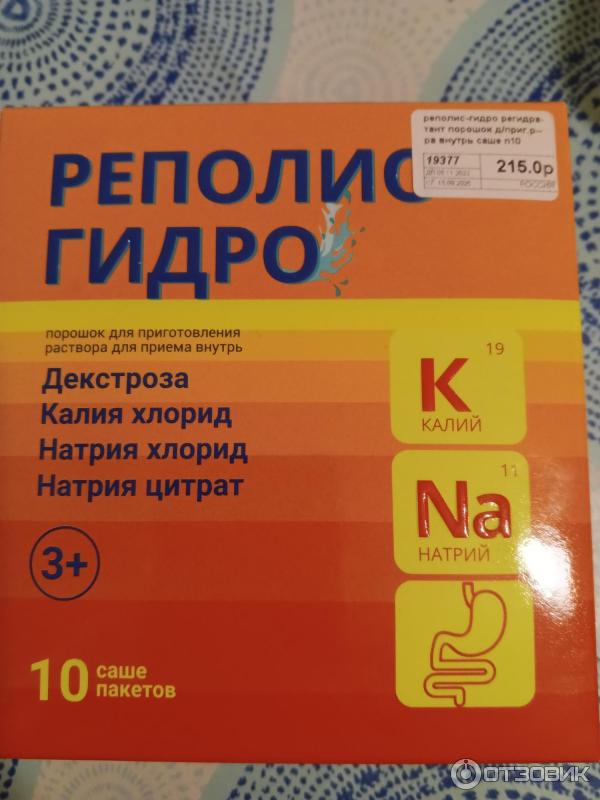 реполис-гидро регидра-
тант порошок д/приг.р--
ра внутрь саше n10
19377
215.0р
РОССИЯ
РЕПОЛИС
ГИДРО
порошок для приготовления
раствора для приема внутрь
Декстроза
Калия хлорид
Натрия хлорид
Натрия цитрат
19
K
КАЛИЙ
11
Na
НАТРИЙ
3+
10 саше
пакетов
ОТЗОВИК